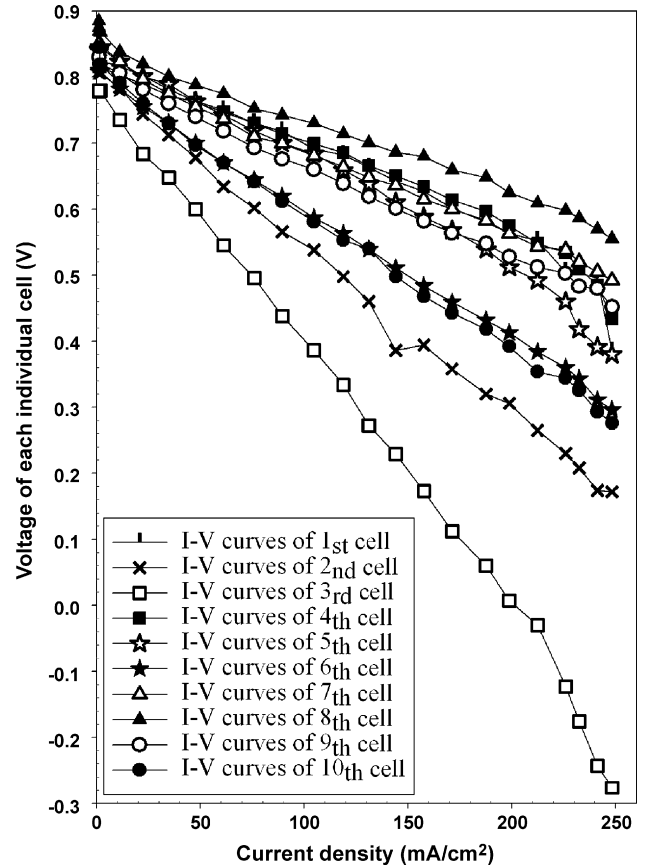 0.9
0.8
0.7
0.6
0.5
0.4
0.3
0.2
0.1
0.0
-0.1
-0.2
-0.3
Voltage of each individual cell (V)
I-V curves of 1st cell
I-V curves of 2nd cell
I-V curves of 3rd cell
I-V curves of 4th cell
I-V curves of 5th cell
I-V curves of 6th cell
I-V curves of 7th cell
I-V curves of 8th cell
I-V curves of 9th cell
I-V curves of 10th cell
0 50 100 150 200 250
Current density (mA/cm²)